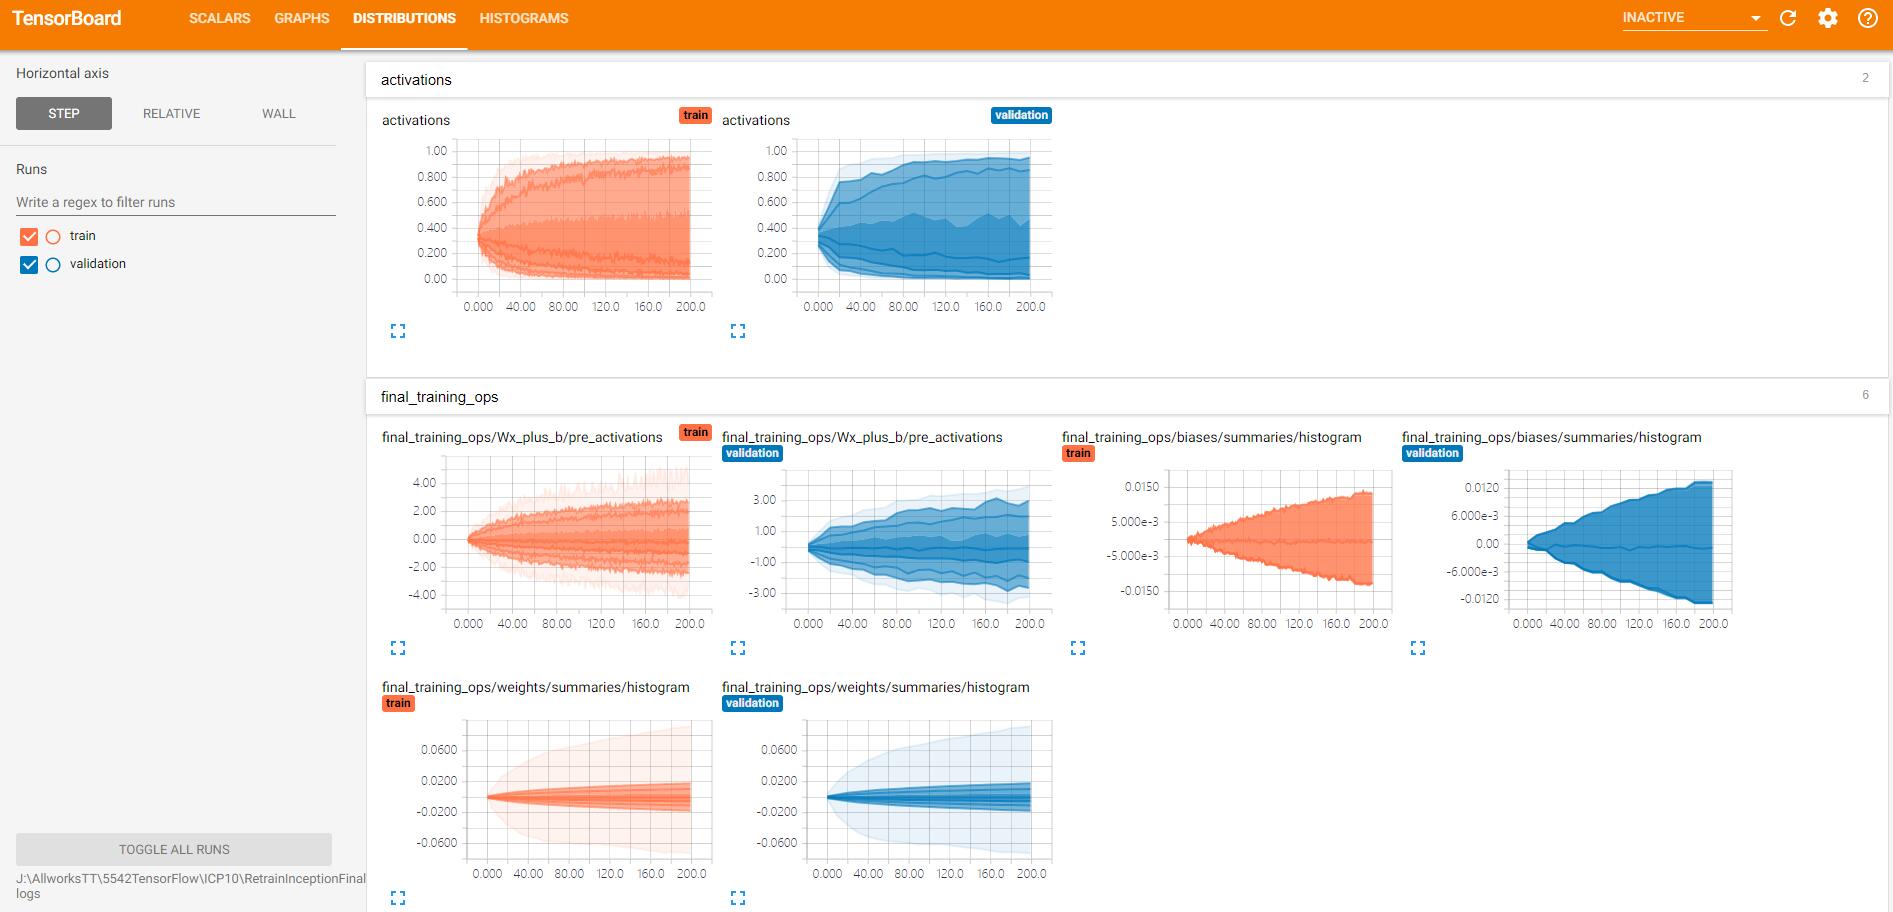 TensorBoard SCALARS GRAPHS DISTRIBUTIONS HISTOGRAMS INACTIVE
Horizontal axis
STEP RELATIVE WALL
Runs
Write a regex to filter runs
train
validation
TOGGLE ALL RUNS
J:\AllworksTT\5542TensorFlow\ICP10\RetrainInceptionFinal
logs
activations 2
activations train
1.00
0.800
0.600
0.400
0.200
0.00
0.000 40.00 80.00 120.0 160.0 200.0
activations validation
1.00
0.800
0.600
0.400
0.200
0.00
0.000 40.00 80.00 120.0 160.0 200.0
final_training_ops 6
final_training_ops/Wx_plus_b/pre_activations train
4.00
2.00
0.00
-2.00
-4.00
0.000 40.00 80.00 120.0 160.0 200.0
final_training_ops/Wx_plus_b/pre_activations
validation
3.00
1.00
-1.00
-3.00
0.000 40.00 80.00 120.0 160.0 200.0
final_training_ops/biases/summaries/histogram
train
0.0150
5.000e-3
-5.000e-3
-0.0150
0.000 40.00 80.00 120.0 160.0 200.0
final_training_ops/biases/summaries/histogram
validation
0.0120
6.000e-3
0.00
-6.000e-3
-0.0120
0.000 40.00 80.00 120.0 160.0 200.0
final_training_ops/weights/summaries/histogram
train
0.0600
0.0200
-0.0200
-0.0600
0.000 40.00 80.00 120.0 160.0 200.0
final_training_ops/weights/summaries/histogram
validation
0.0600
0.0200
-0.0200
-0.0600
0.000 40.00 80.00 120.0 160.0 200.0